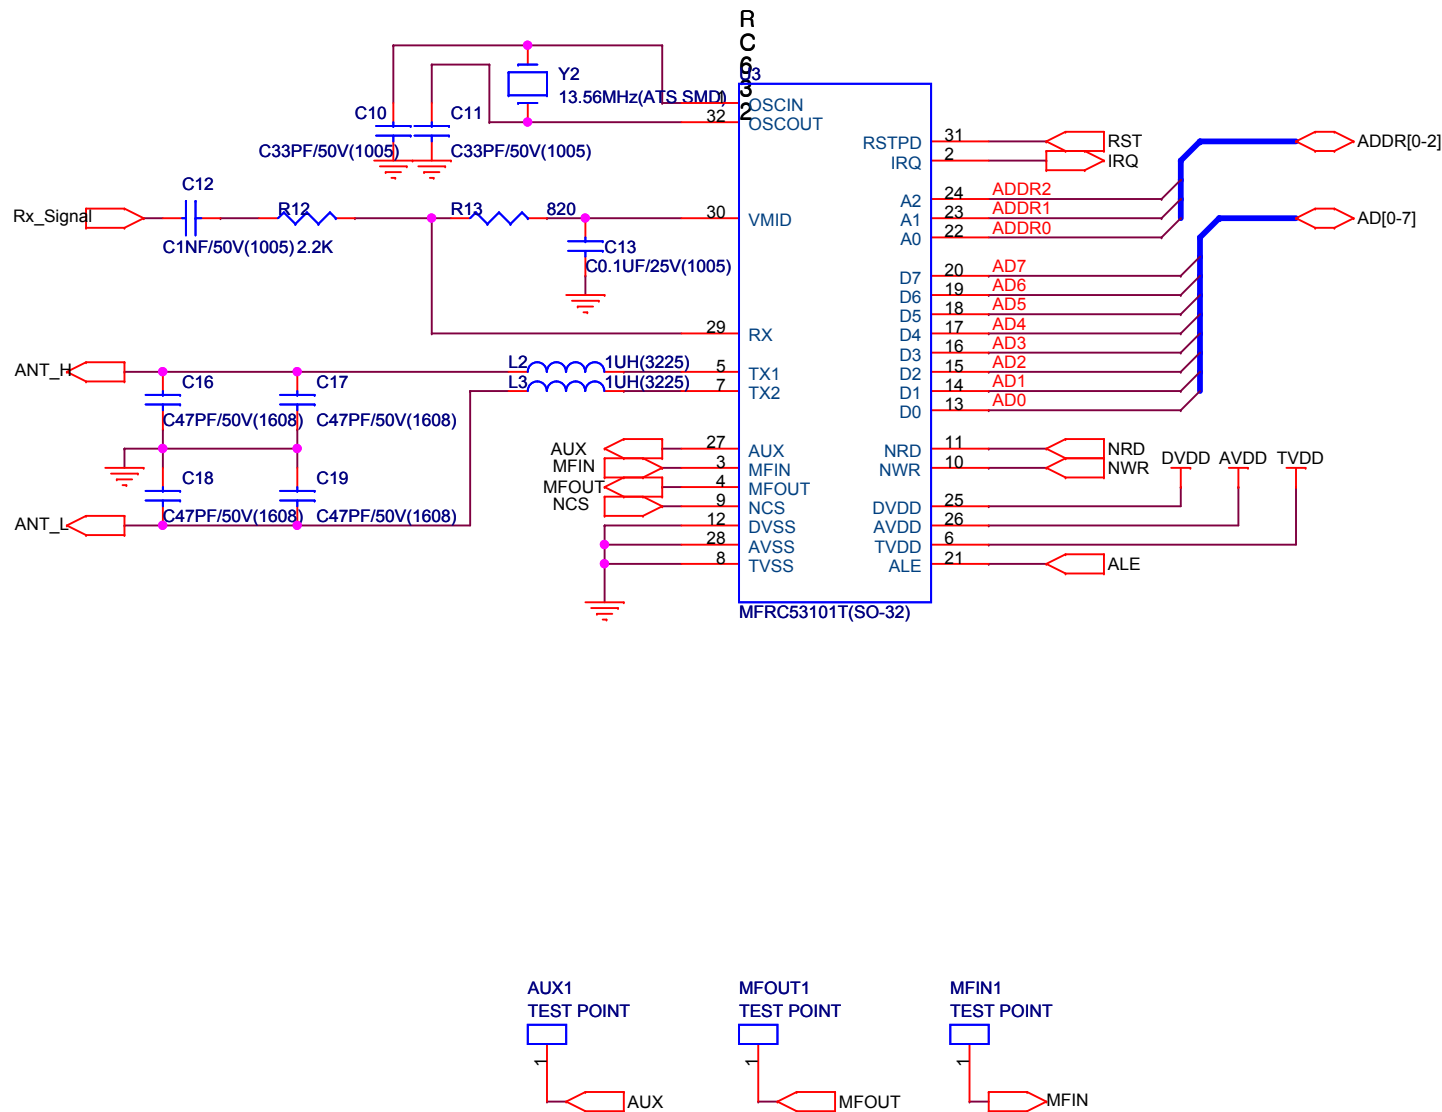 R
C
6
3
2
U3
Y2
13.56MHz(ATS SMD)
C10
C11
C33PF/50V(1005)
C33PF/50V(1005)
1
OSCIN
32
OSCOUT
RSTPD
31
RST
IRQ
2
IRQ
ADDR[0-2]
C12
Rx_Signal
C1NF/50V(1005)
R12
2.2K
R13
820
C13
C0.1UF/25V(1005)
30
VMID
A2
24
ADDR2
A1
23
ADDR1
A0
22
ADDR0
AD[0-7]
D7
20
AD7
D6
19
AD6
D5
18
AD5
D4
17
AD4
D3
16
AD3
D2
15
AD2
D1
14
AD1
D0
13
AD0
29
RX
ANT_H
L2
1UH(3225)
5
TX1
L3
1UH(3225)
7
TX2
C16
C47PF/50V(1608)
C17
C47PF/50V(1608)
C18
C47PF/50V(1608)
C19
C47PF/50V(1608)
ANT_L
AUX
27
AUX
MFIN
3
MFIN
MFOUT
4
MFOUT
NCS
9
NCS
12
DVSS
28
AVSS
8
TVSS
NRD
11
NRD
NWR
10
NWR
DVDD
AVDD
TVDD
DVDD
25
AVDD
26
TVDD
6
ALE
21
ALE
MFRC53101T(SO-32)
AUX1
TEST POINT
1
AUX
MFOUT1
TEST POINT
1
MFOUT
MFIN1
TEST POINT
1
MFIN